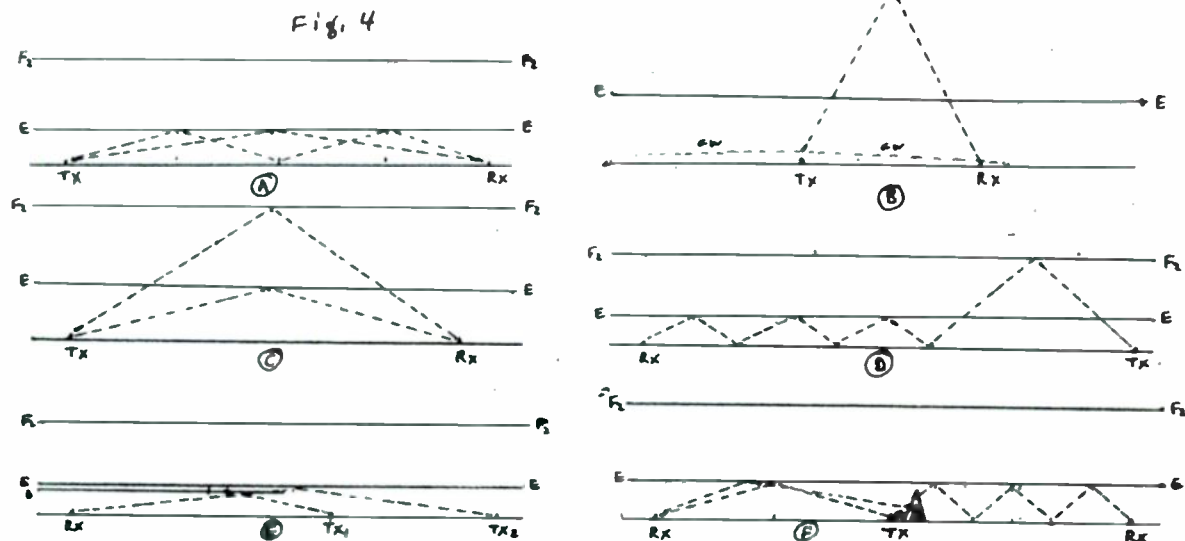 Fig. 4
F2 F2
E E
TX RX
A
E E
GW GW
TX RX
B
F2 F2
E E
TX RX
C
F2 F2
E E
RX TX
D
F2 F2
E E
RX TX1 TX2
F2 F2
E E
RX TX RX
F